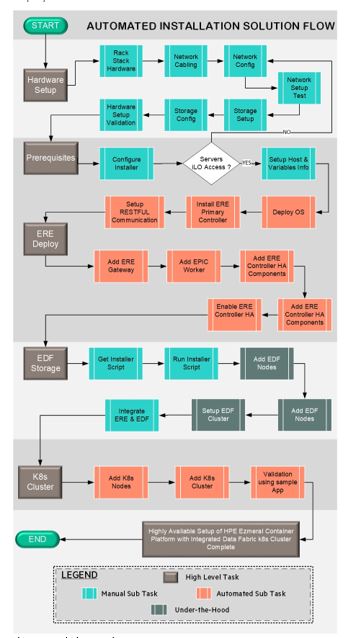 START
AUTOMATED INSTALLATION SOLUTION FLOW
Hardware
Setup
Rack
Stack
Hardware
Network
Cabling
Network
Config
Network
Setup
Test
Storage
Setup
Storage
Config
Hardware
Setup
Validation
NO
Prerequisites
Configure
Installer
Servers
iLO Access ?
YES
Setup Host &
Variables Info
Deploy OS
Install ERE
Primary
Controller
Setup
RESTFUL
Communication
ERE
Deploy
Add ERE
Gateway
Add EPIC
Worker
Add ERE
Controller HA
Components
Add ERE
Controller HA
Components
Enable ERE
Controller HA
EDF
Storage
Get Installer
Script
Run Installer
Script
Add EDF
Nodes
Add EDF
Nodes
Setup EDF
Cluster
Integrate
ERE & EDF
K8s
Cluster
Add K8s
Nodes
Add K8s
Cluster
Validation
using sample
App
END
Highly Available Setup of HPE Ezmeral Container
Platform with Integrated Data Fabric k8s Cluster
Complete
LEGEND
High Level Task
Manual Sub Task
Automated Sub Task
Under-the-Hood